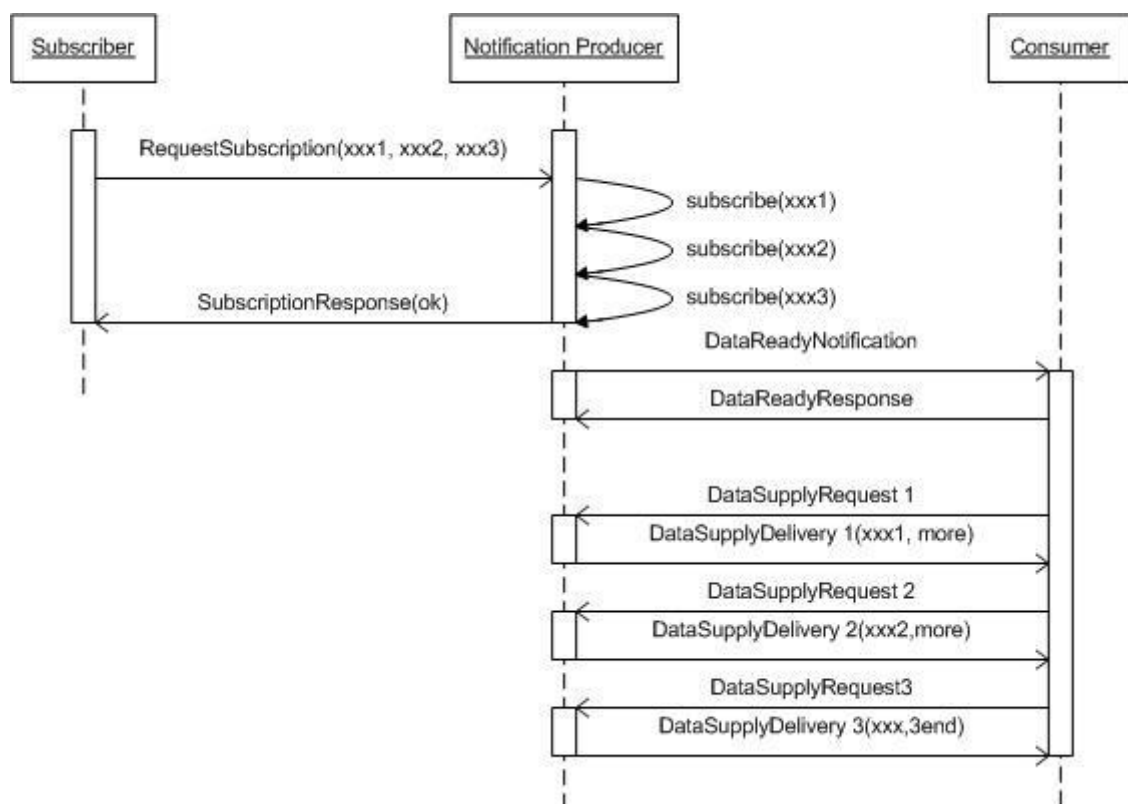 Subscriber
Notification Producer
Consumer
RequestSubscription(xxx1, xxx2, xxx3)
subscribe(xxx1)
subscribe(xxx2)
subscribe(xxx3)
SubscriptionResponse(ok)
DataReadyNotification
DataReadyResponse
DataSupplyRequest 1
DataSupplyDelivery 1(xxx1, more)
DataSupplyRequest 2
DataSupplyDelivery 2(xxx2,more)
DataSupplyRequest3
DataSupplyDelivery 3(xxx,3end)